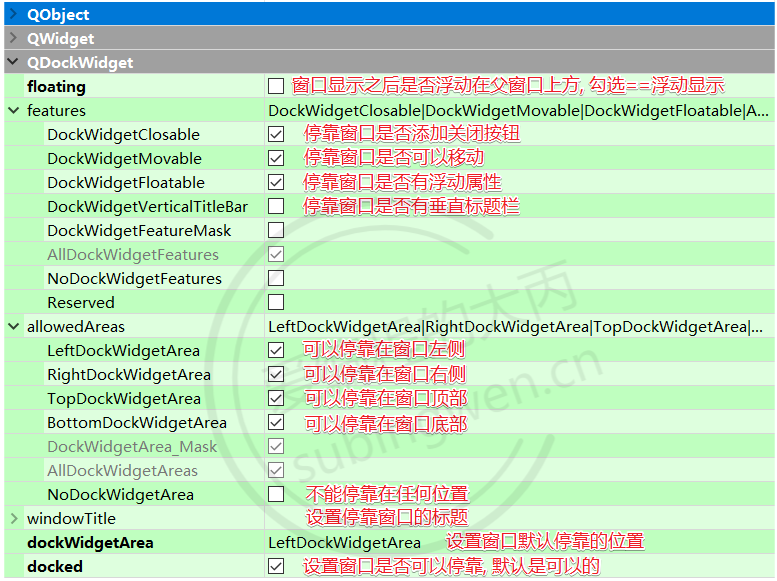 QObject
QWidget
QDockWidget
floating 窗口显示之后是否浮动在父窗口上方, 勾选==浮动显示
features DockWidgetClosable|DockWidgetMovable|DockWidgetFloatable|A...
DockWidgetClosable 停靠窗口是否添加关闭按钮
DockWidgetMovable 停靠窗口是否可以移动
DockWidgetFloatable 停靠窗口是否有浮动属性
DockWidgetVerticalTitleBar 停靠窗口是否有垂直标题栏
DockWidgetFeatureMask
AllDockWidgetFeatures
NoDockWidgetFeatures
Reserved
allowedAreas LeftDockWidgetArea|RightDockWidgetArea|TopDockWidgetArea|...
LeftDockWidgetArea 可以停靠在窗口左侧
RightDockWidgetArea 可以停靠在窗口右侧
TopDockWidgetArea 可以停靠在窗口顶部
BottomDockWidgetArea 可以停靠在窗口底部
DockWidgetArea_Mask
AllDockWidgetAreas
NoDockWidgetArea 不能停靠在任何位置
windowTitle 设置停靠窗口的标题
dockWidgetArea LeftDockWidgetArea 设置窗口默认停靠的位置
docked 设置窗口是否可以停靠, 默认是可以的
的大丙
subingwen.cn